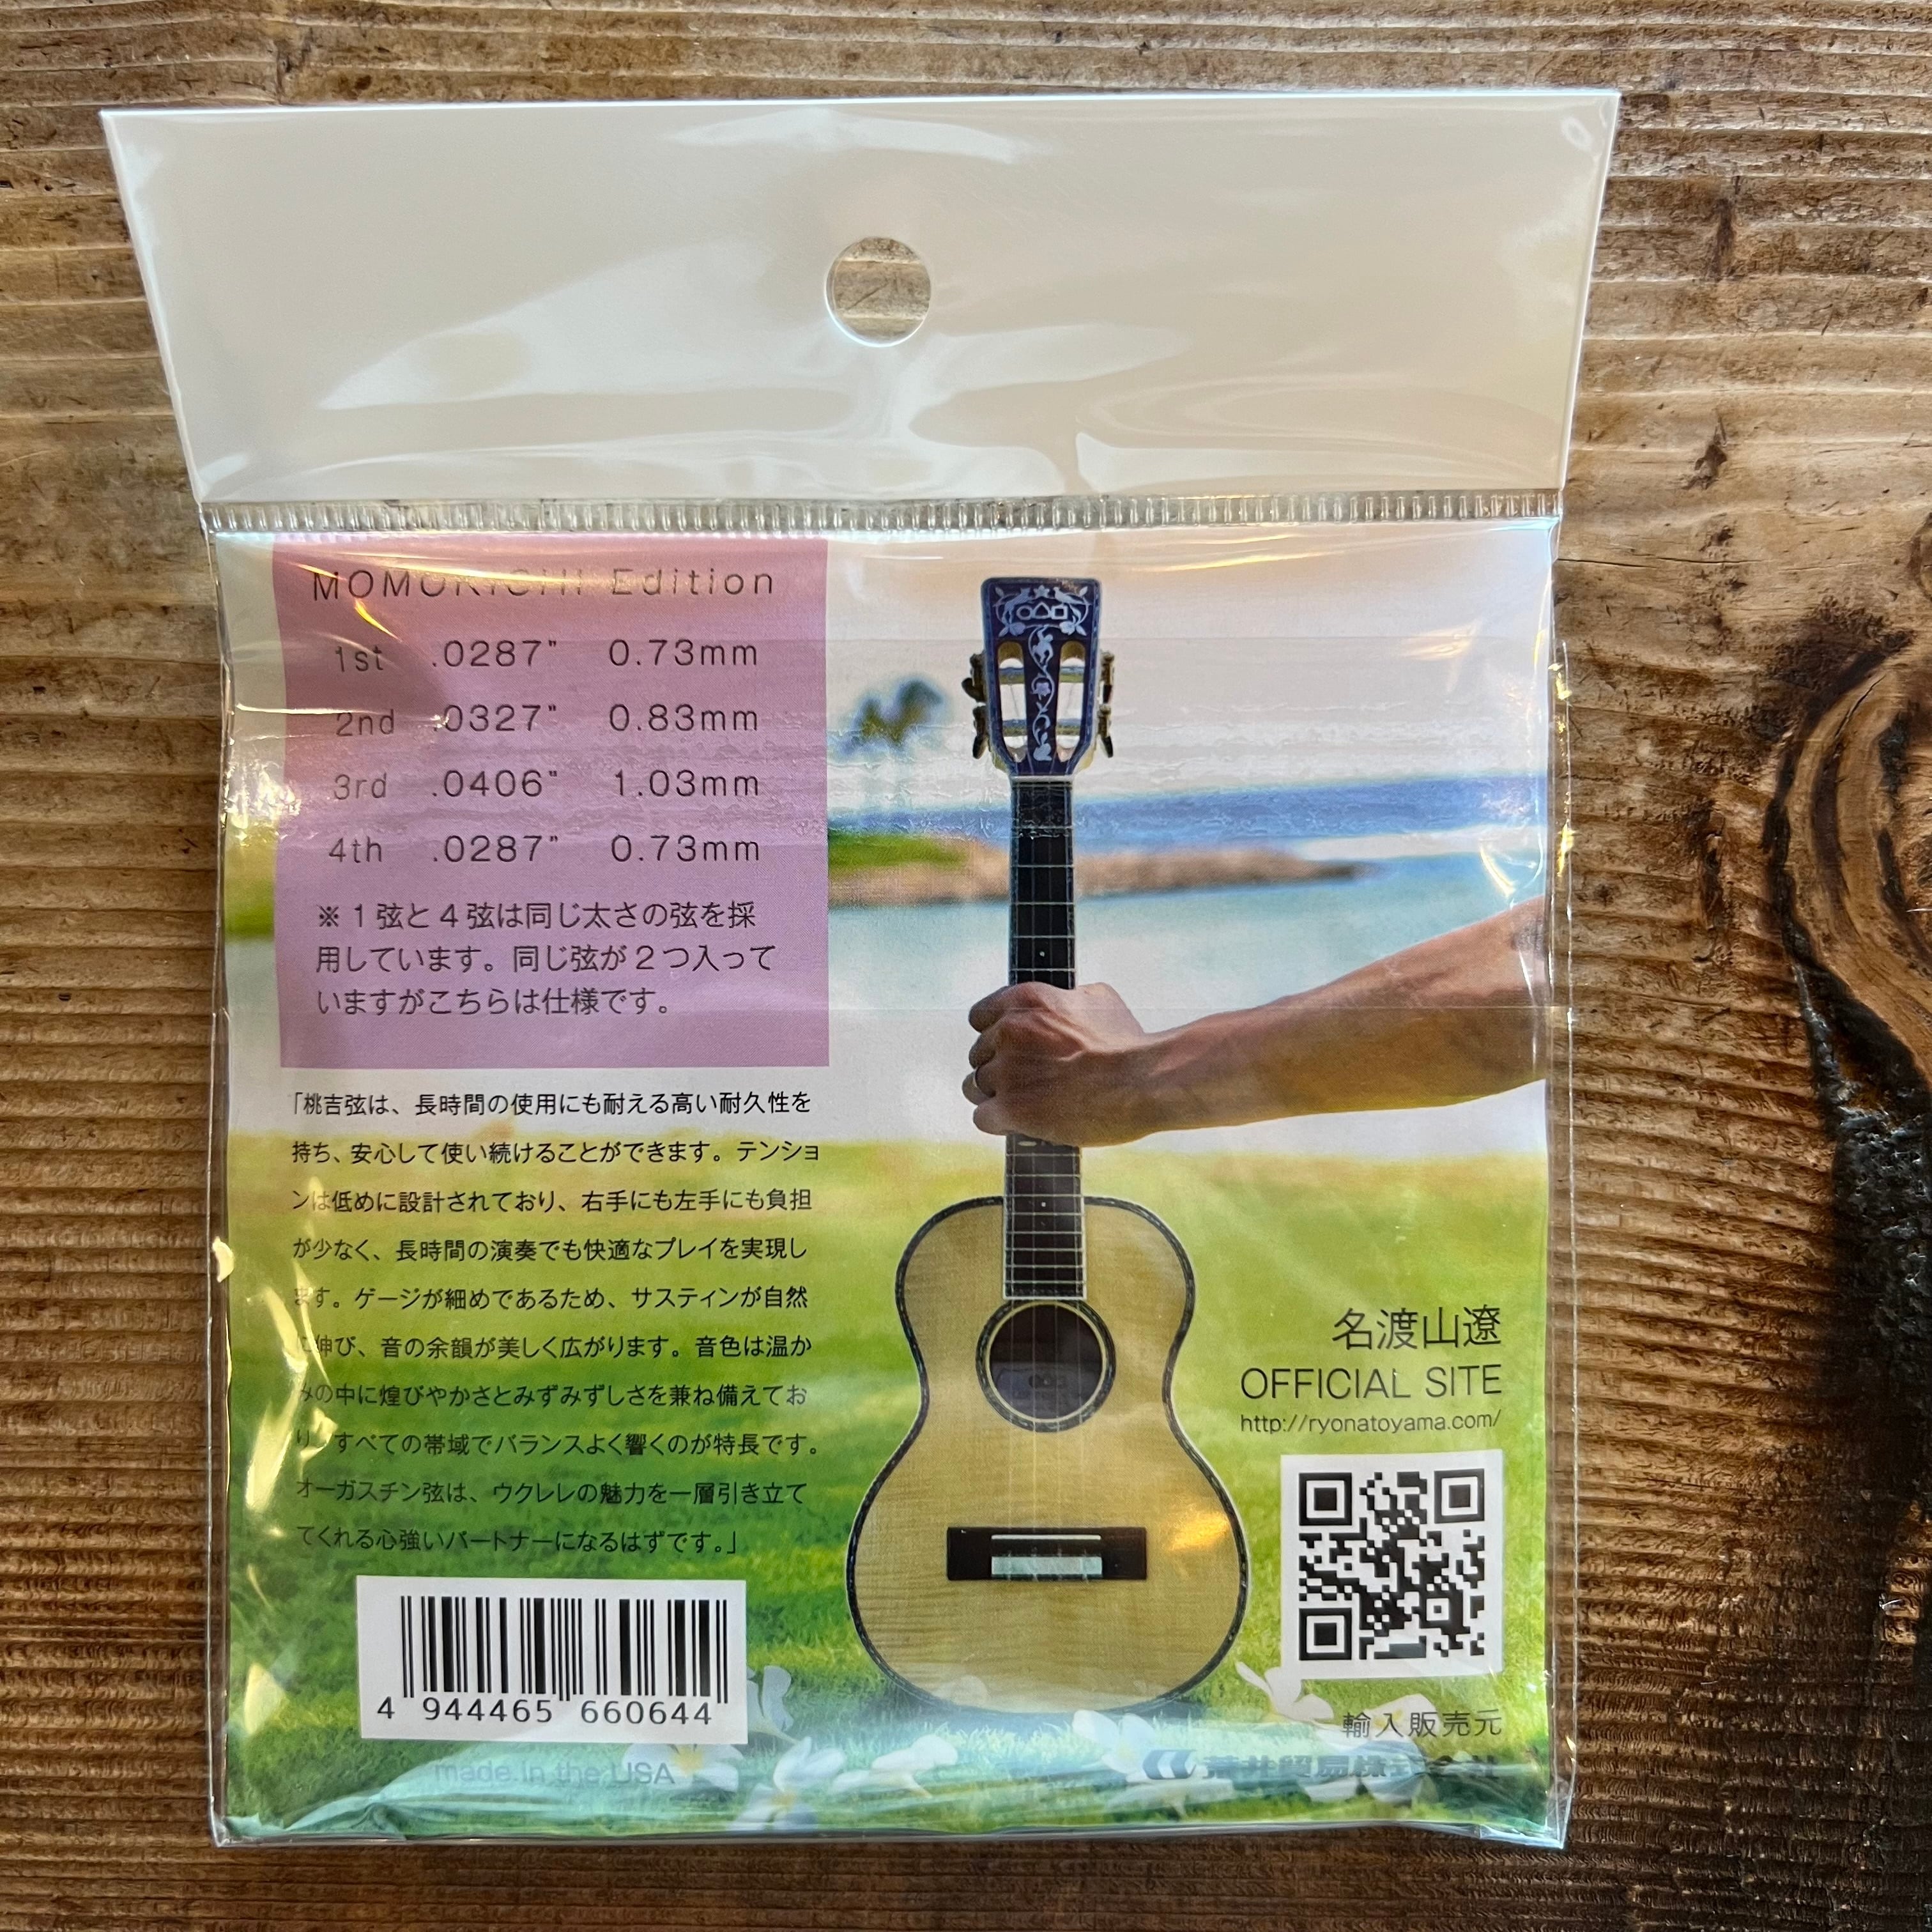 MOMOKICHI Edition
1st .0287" 0.73mm
2nd .0327" 0.83mm
3rd .0406" 1.03mm
4th .0287" 0.73mm
※１弦と４弦は同じ太さの弦を採
用しています。同じ弦が２つ入って
いますがこちらは仕様です。
「桃吉弦は、長時間の使用にも耐える高い耐久性を
持ち、安心して使い続けることができます。テンショ
ンは低めに設計されており、右手にも左手にも負担
が少なく、長時間の演奏でも快適なプレイを実現し
ます。ゲージが細めであるため、サスティンが自然
に伸び、音の余韻が美しく広がります。音色は温か
みの中に煌びやかさとみずみずしさを兼ね備えてお
り、すべての帯域でバランスよく響くのが特長です。
オーガスチン弦は、ウクレレの魅力を一層引き立て
てくれる心強いパートナーになるはずです。」
4 944465 660644
made in the USA
名渡山遼
OFFICIAL SITE
http://ryonatoyama.com/
輸入販売元
荒井貿易株式会社